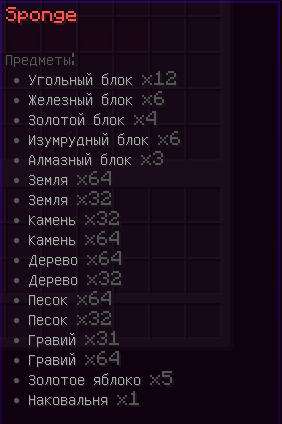 Sponge
Предметы:
• Угольный блок x12
• Железный блок x6
• Золотой блок x4
• Изумрудный блок x6
• Алмазный блок x3
• Земля x64
• Земля x32
• Камень x32
• Камень x64
• Дерево x64
• Дерево x32
• Песок x64
• Песок x32
• Гравий x31
• Гравий x64
• Золотое яблоко x5
• Наковальня x1